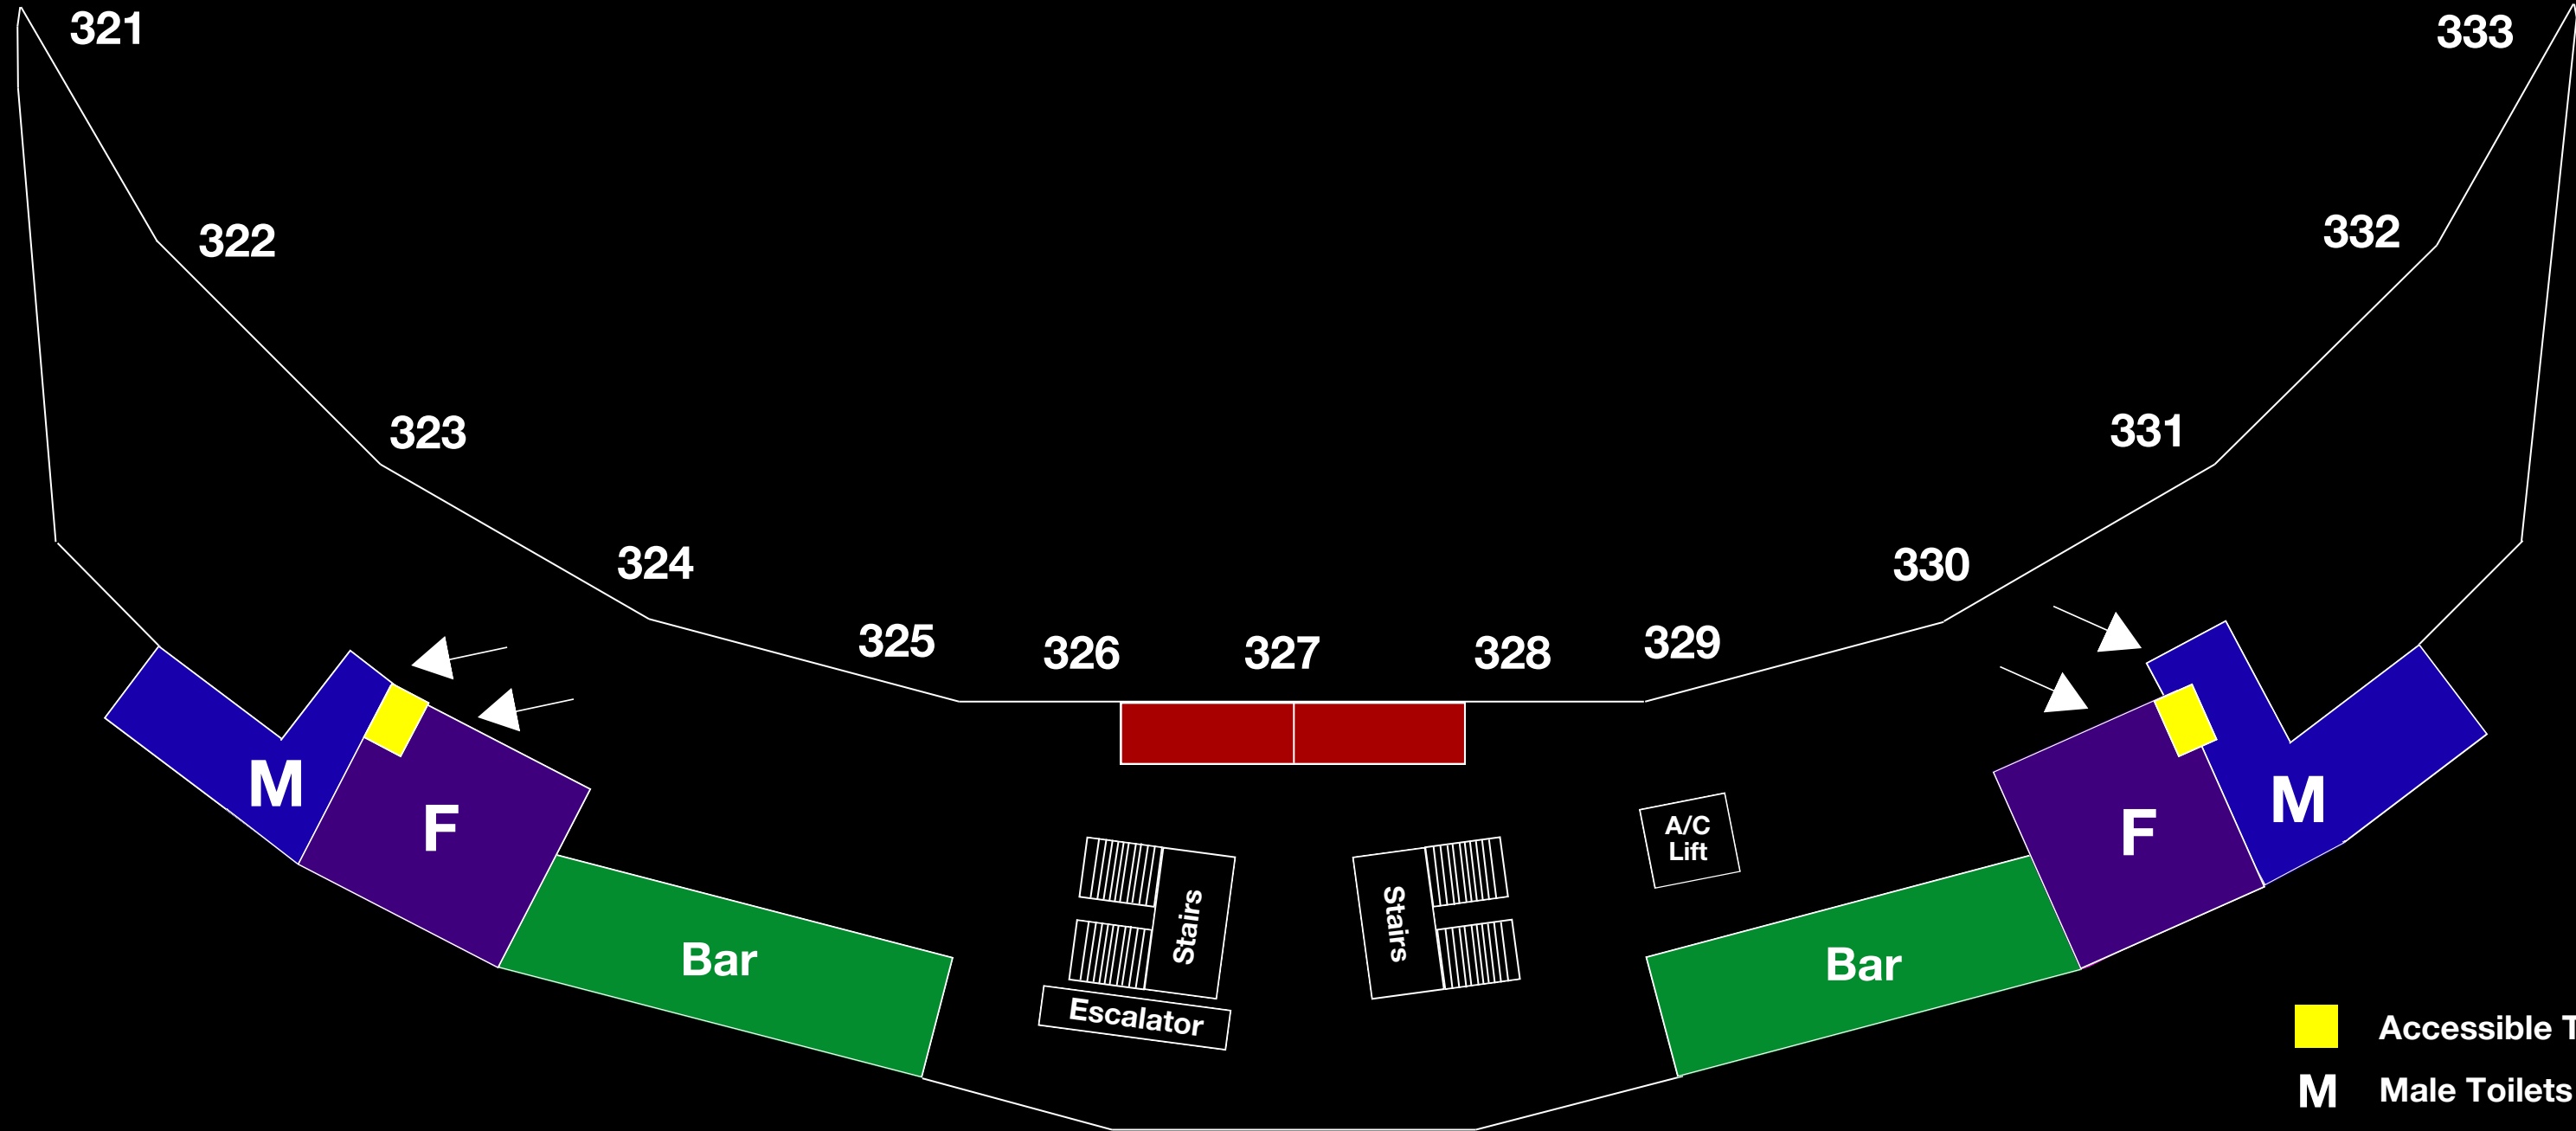 321
333
322
332
323
331
324
330
325
326
327
328
329
M
F
Bar
Stairs
Escalator
Stairs
A/C
Lift
Bar
F
M
Accessible T
M Male Toilets